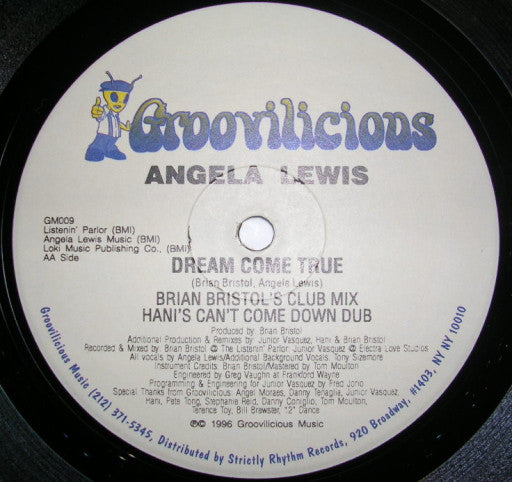 Groovilicious
ANGELA LEWIS
GM009
Listenin' Parlor (BMI)
Angela Lewis Music (BMI)
Loki Music Publishing Co., (BMI)
AA Side
DREAM COME TRUE
(Brian Bristol, Angela Lewis)
BRIAN BRISTOL'S CLUB MIX
HANI'S CAN'T COME DOWN DUB
Produced by: Brian Bristol
Additional Production & Remixes by: Junior Vasquez, Hani & Brian Bristol
Recorded & Mixed by: Brian Bristol @ The Listenin' Parlor: Junior Vasquez @ Electra Love Studios
All vocals by Angela Lewis/Additional Background Vocals: Tony Sizemore
Instrument Credits: Brian Bristol/Mastered by Tom Moulton
Engineered by Greg Vaughn at Frankford Wayne
Programming & Engineering for Junior Vasquez by Fred Jorio
Special Thanks from Groovilicious: Angel Moraes, Danny Tenaglia, Junior Vasquez,
Hani, Pete Tong, Stephanie Reid, Danny Coniglio, Tom Moulton,
Terence Toy, Bill Brewster, "12" Dance
℗© 1996 Groovilicious Music
Groovilicious Music (212) 371-5345, Distributed by Strictly Rhythm Records, 920 Broadway, #1403, NY NY 10010